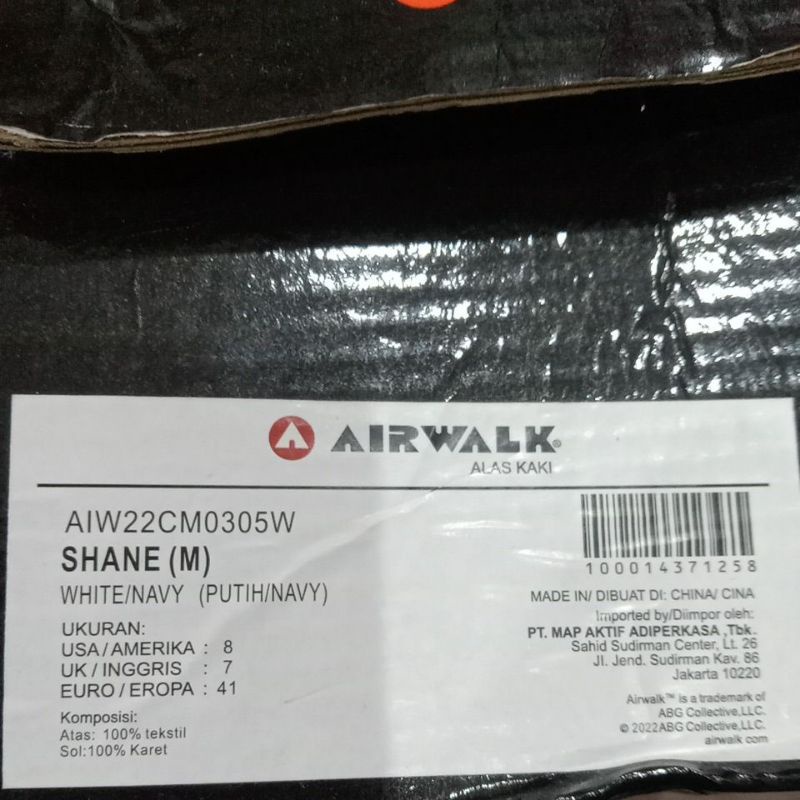 AIRWALK®
ALAS KAKI
AIW22CM0305W
SHANE (M)
WHITE/NAVY (PUTIH/NAVY)
UKURAN:
USA/AMERIKA : 8
UK / INGGRIS : 7
EURO / EROPA : 41
Komposisi:
Atas: 100% tekstil
Sol:100% Karet
100014371258
MADE IN/ DIBUAT DI: CHINA/ CINA
Imported by/Diimpor oleh:
PT. MAP AKTIF ADIPERKASA ,Tbk.
Sahid Sudirman Center, Lt. 26
Jl. Jend. Sudirman Kav. 86
Jakarta 10220
Airwalk™ is a trademark of
ABG Collective,LLC.
© 2022ABG Collective,LLC.
airwalk.com